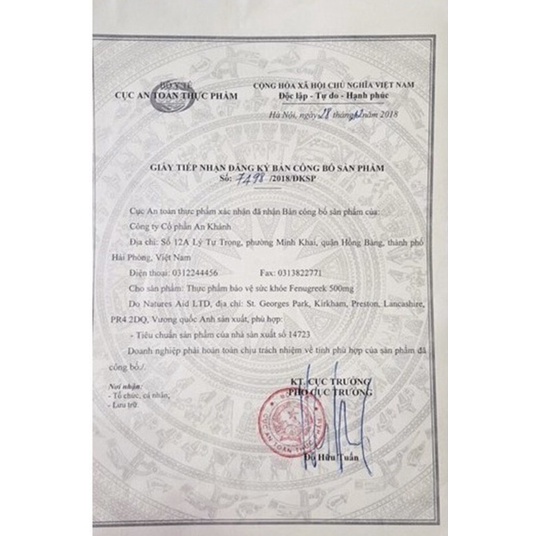 BỘ Y TẾ
CỤC AN TOÀN THỰC PHẨM
CỘNG HÒA XÃ HỘI CHỦ NGHĨA VIỆT NAM
Độc lập - Tự do - Hạnh phúc
Hà Nội, ngày 28 tháng 12 năm 2018
GIẤY TIẾP NHẬN ĐĂNG KÝ BẢN CÔNG BỐ SẢN PHẨM
Số: 7498 /2018/ĐKSP
Cục An toàn thực phẩm xác nhận đã nhận Bản công bố sản phẩm của:
Công ty Cổ phần An Khánh
Địa chỉ: Số 12A Lý Tự Trọng, phường Minh Khai, quận Hồng Bàng, thành phố
Hải Phòng, Việt Nam
Điện thoại: 0312244456 Fax: 0313822771
Cho sản phẩm: Thực phẩm bảo vệ sức khỏe Fenugreek 500mg
Do Natures Aid LTD, địa chỉ: St. Georges Park, Kirkham, Preston, Lancashire,
PR4 2DQ, Vương quốc Anh sản xuất, phù hợp:
- Tiêu chuẩn sản phẩm của nhà sản xuất số 14723
Doanh nghiệp phải hoàn toàn chịu trách nhiệm về tính phù hợp của sản phẩm đã
công bố./.
Nơi nhận:
- Tổ chức, cá nhân,
- Lưu trữ.
KT. CỤC TRƯỞNG
PHÓ CỤC TRƯỞNG
CỤC AN TOÀN THỰC
Đỗ Hữu Tuấn